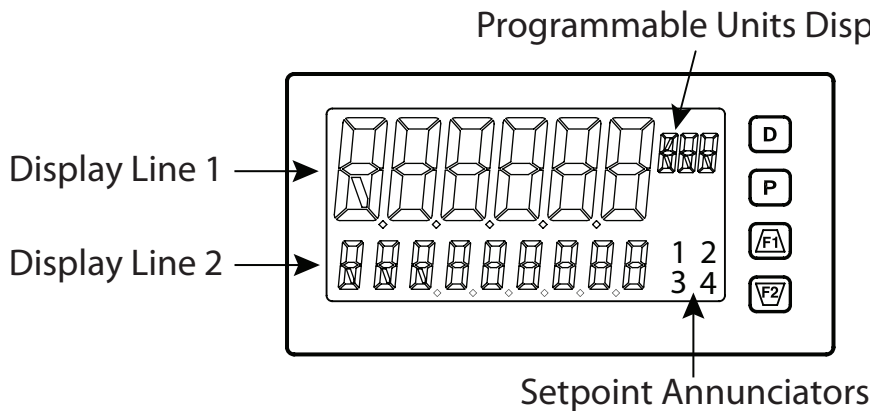 Programmable Units Disp
D
Display Line 1
P
F1
Display Line 2
1 2
3 4
F2
Setpoint Annunciators